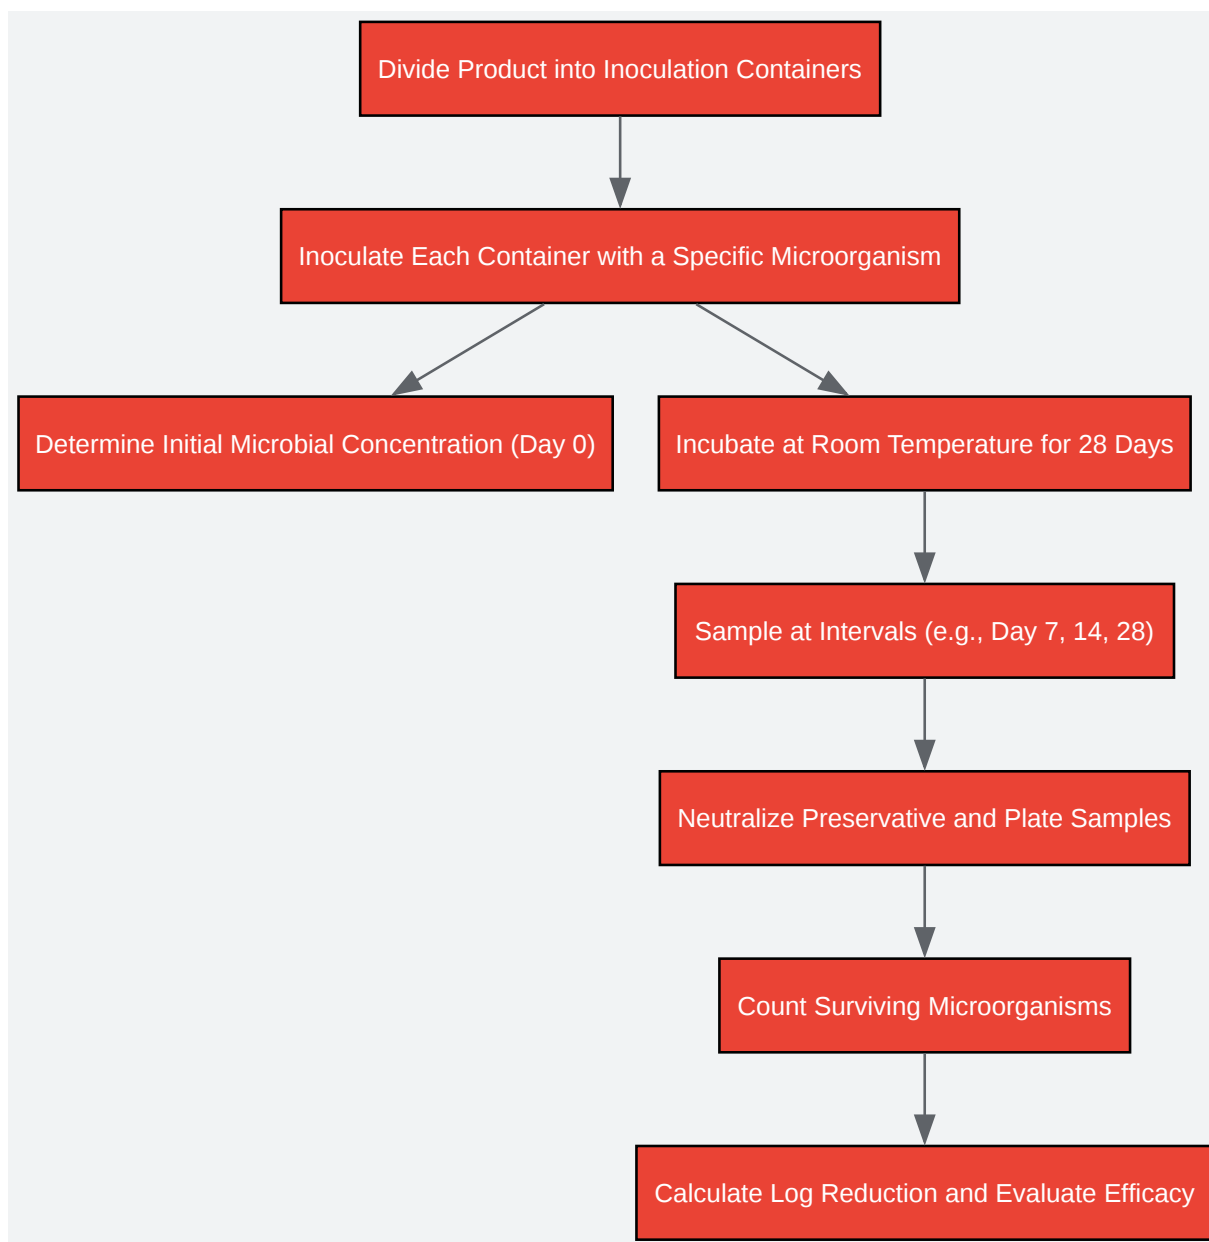 Divide Product into Inoculation Containers
Inoculate Each Container with a Specific Microorganism
Determine Initial Microbial Concentration (Day 0)
Incubate at Room Temperature for 28 Days
Sample at Intervals (e.g., Day 7, 14, 28)
Neutralize Preservative and Plate Samples
Count Surviving Microorganisms
Calculate Log Reduction and Evaluate Efficacy